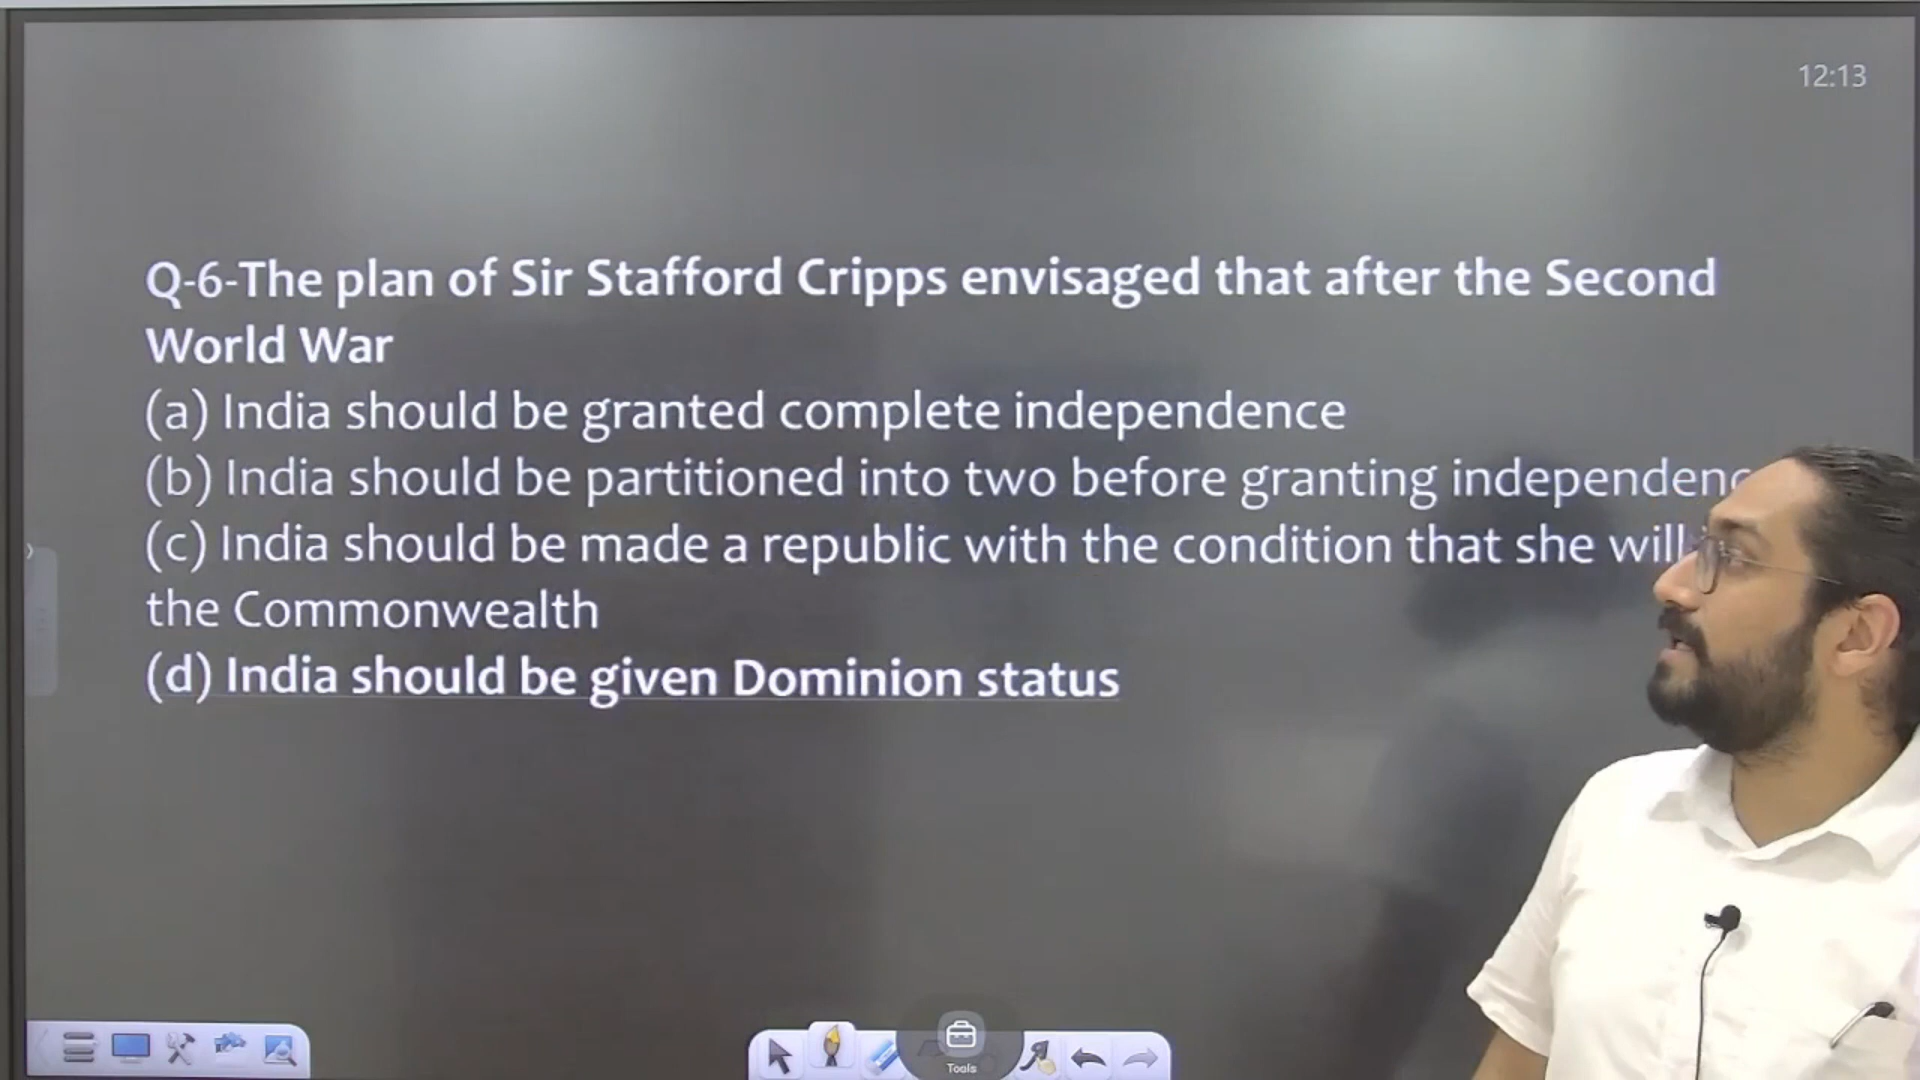 12:13
Q-6-The plan of Sir Stafford Cripps envisaged that after the Second
World War
(a) India should be granted complete independence
(b) India should be partitioned into two before granting
(c) India should be made a republic with the condition that she will
the Commonwealth
(d) India should be given Dominion status
Tools